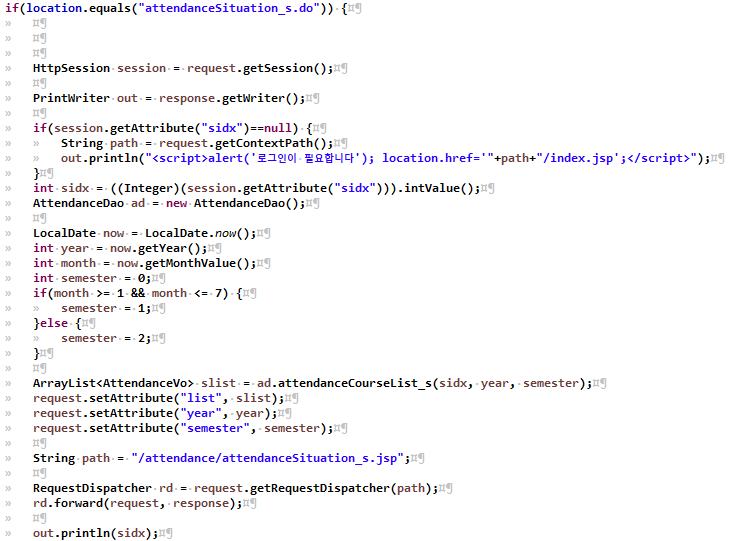 if(location.equals("attendanceSituation_s.do")) {
HttpSession session = request.getSession();
PrintWriter out = response.getWriter();
if(session.getAttribute("sidx")==null) {
String path = request.getContextPath();
out.println("<script>alert('로그인이 필요합니다'); location.href='"+path+"/index.jsp';</script>");
}
int sidx = ((Integer)(session.getAttribute("sidx"))).intValue();
AttendanceDao ad = new AttendanceDao();
LocalDate now = LocalDate.now();
int year = now.getYear();
int month = now.getMonthValue();
int semester = 0;
if(month >= 1 && month <= 7) {
semester = 1;
}else {
semester = 2;
}
ArrayList<AttendanceVo> slist = ad.attendanceCourseList_s(sidx, year, semester);
request.setAttribute("list", slist);
request.setAttribute("year", year);
request.setAttribute("semester", semester);
String path = "/attendance/attendanceSituation_s.jsp";
RequestDispatcher rd = request.getRequestDispatcher(path);
rd.forward(request, response);
out.println(sidx);